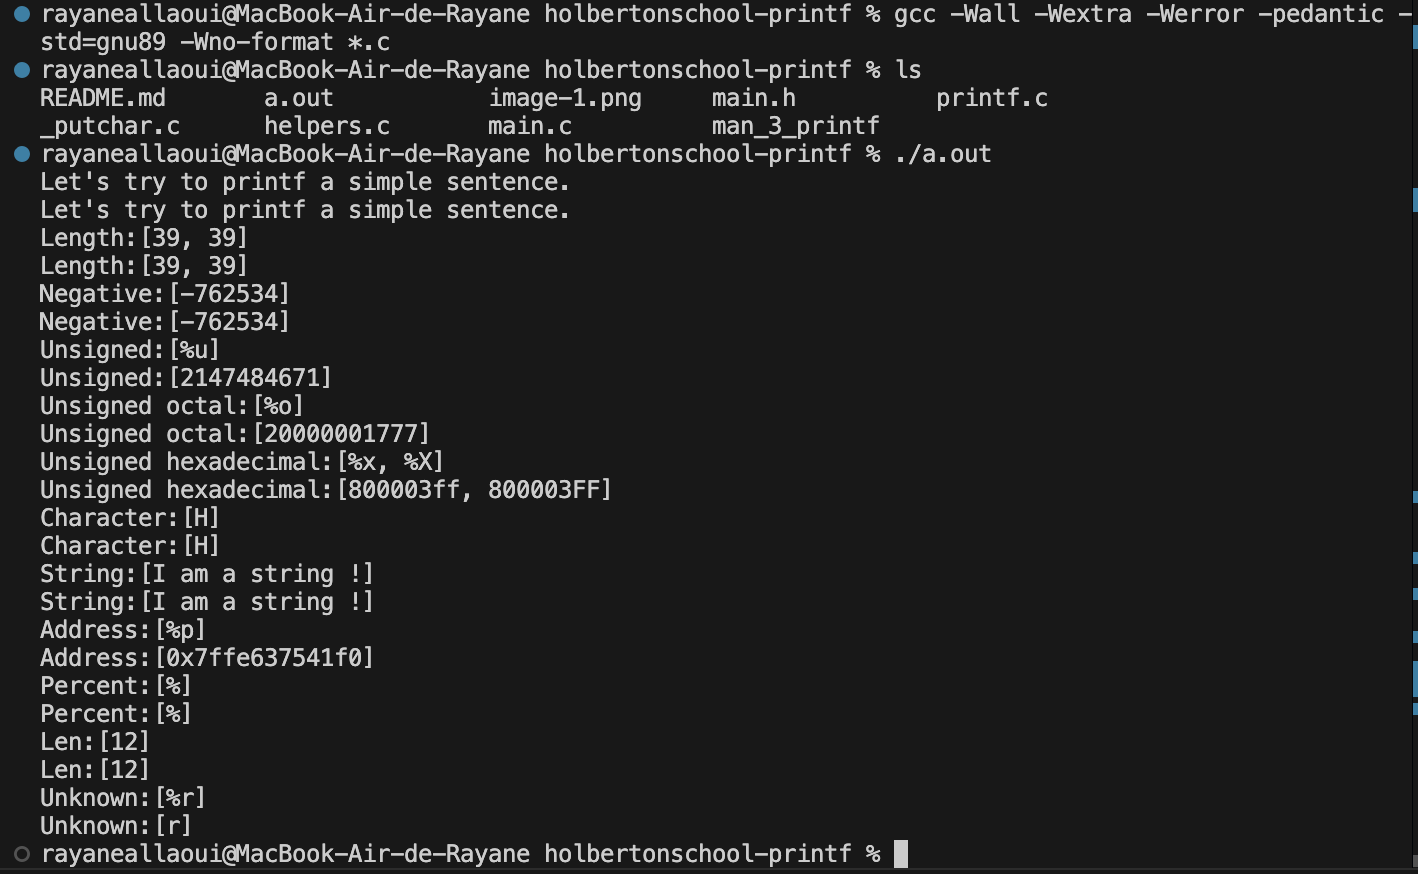 rayaneallaoui@MacBook-Air-de-Rayane holbertonschool-printf % gcc -Wall -Wextra -Werror -pedantic -
std=gnu89 -Wno-format *.c
rayaneallaoui@MacBook-Air-de-Rayane holbertonschool-printf % ls
README.md       a.out           image-1.png     main.h          printf.c
_putchar.c      helpers.c       main.c          man_3_printf
rayaneallaoui@MacBook-Air-de-Rayane holbertonschool-printf % ./a.out
Let's try to printf a simple sentence.
Let's try to printf a simple sentence.
Length:[39, 39]
Length:[39, 39]
Negative:[-762534]
Negative:[-762534]
Unsigned:[%u]
Unsigned:[2147484671]
Unsigned octal:[%o]
Unsigned octal:[20000001777]
Unsigned hexadecimal:[%x, %X]
Unsigned hexadecimal:[800003ff, 800003FF]
Character:[H]
Character:[H]
String:[I am a string !]
String:[I am a string !]
Address:[%p]
Address:[0x7ffe637541f0]
Percent:[%]
Percent:[%]
Len:[12]
Len:[12]
Unknown:[%r]
Unknown:[r]
rayaneallaoui@MacBook-Air-de-Rayane holbertonschool-printf %